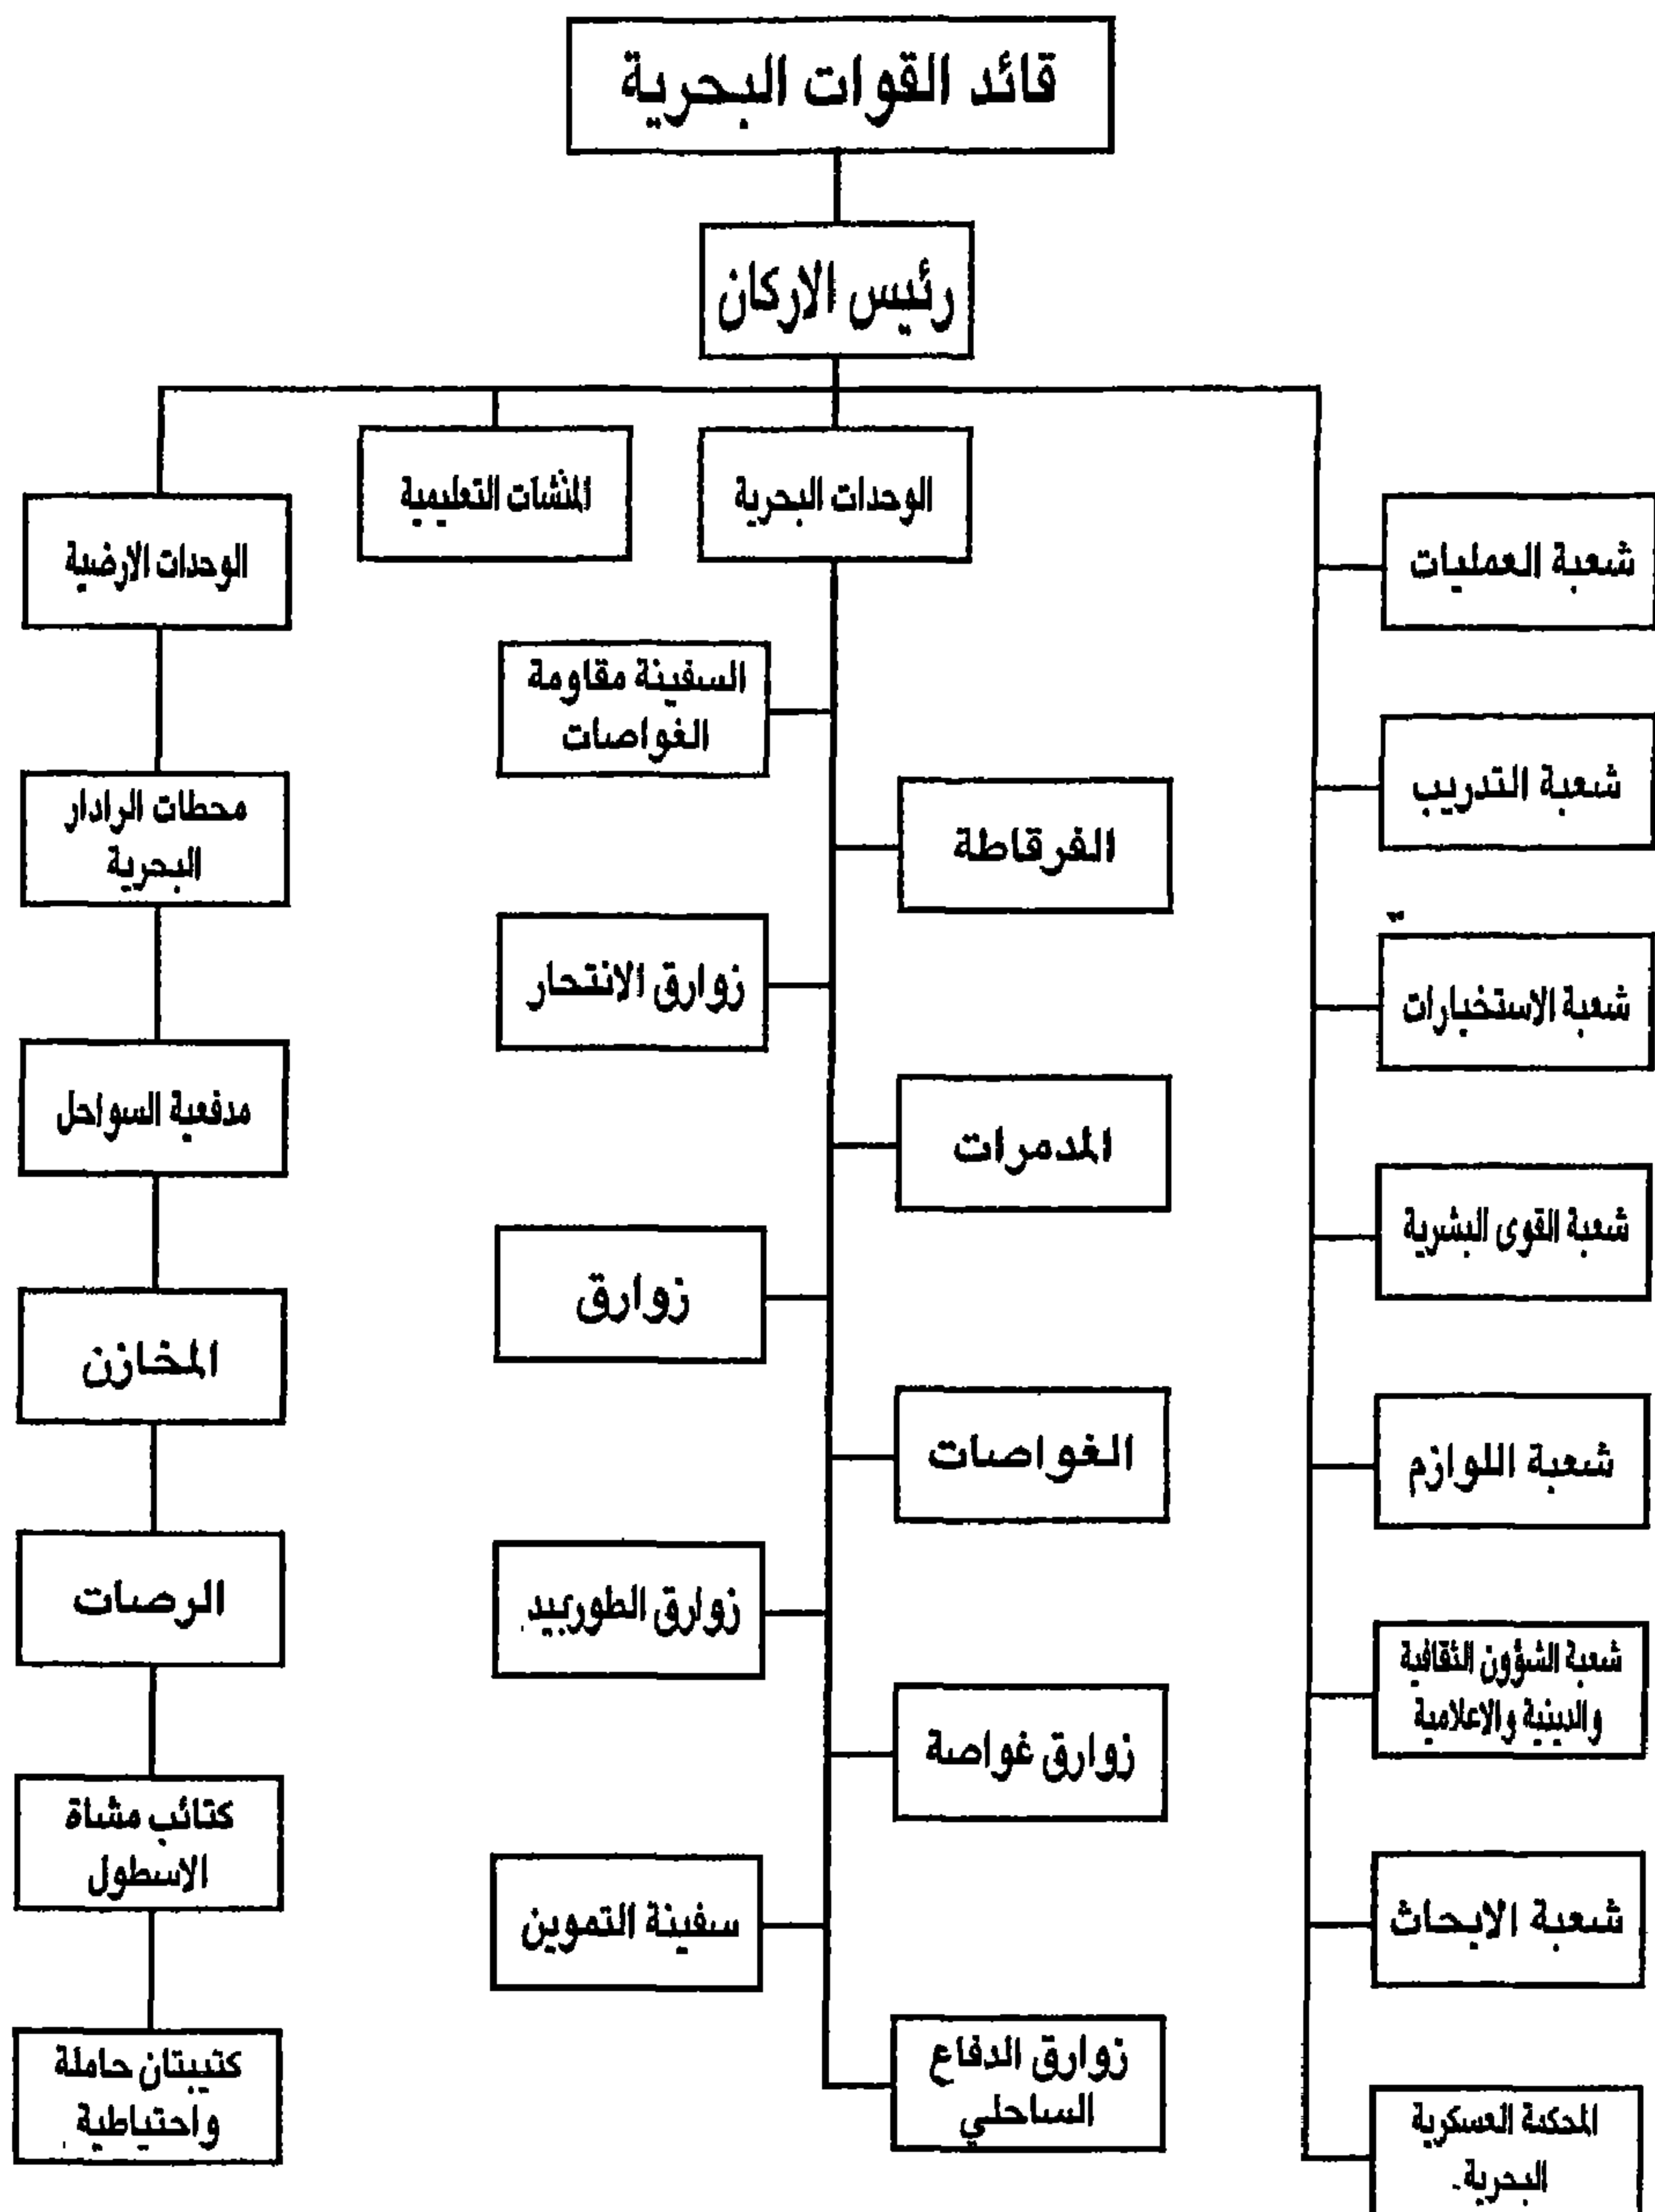 قائد القوات البحرية
رئيس الاركان
الوحدات البحرية
المنشآت التعليمية
الوحدات الارضية
شعبة العمليات
شعبة التدريب
شعبة الاستخبارات
شعبة القوى البشرية
شعبة اللوازم
شعبة الشؤون الثقافية
والدينية والاعلامية
شعبة الابحاث
المحكمة العسكرية
البحرية.
السفينة مقاومة
الغواصات
الفرقاطة
زوارق الانتحار
المدمرات
زوارق
الغواصات
زوارق الطوربيد
زوارق غواصة
سفينة التموين
زوارق الدفاع
الساحلي
محطات الرادار
البحرية
مدفعية السواحل
المخازن
الرصات
كتائب مشاة
الاسطول
كتيبتان حاملة
واحتياطية